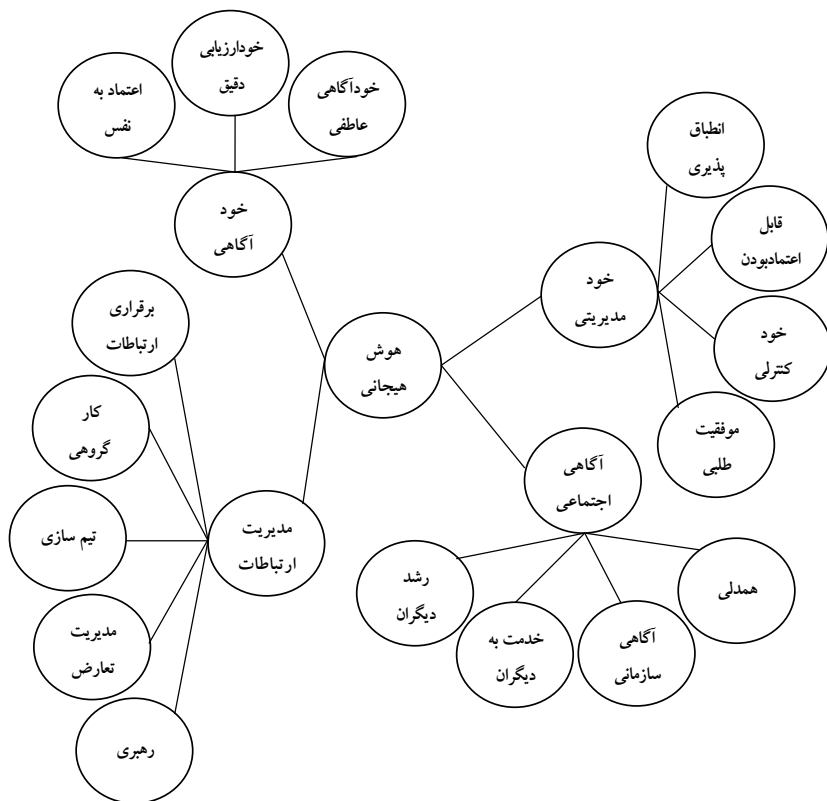 خودارزیابی
دقیق
اعتماد به
نفس
خودآگاهی
عاطفی
خود
آگاهی
انطباق
پذیری
قابل
اعتمادبودن
خود
مدیریتی
خود
کنترلی
موفقیت
طلبی
هوش
هیجانی
برقراری
ارتباطات
کار
گروهی
تیم سازی
مدیریت
ارتباطات
مدیریت
تعارض
رهبری
آگاهی
اجتماعی
همدلی
آگاهی
سازمانی
خدمت به
دیگران
رشد
دیگران